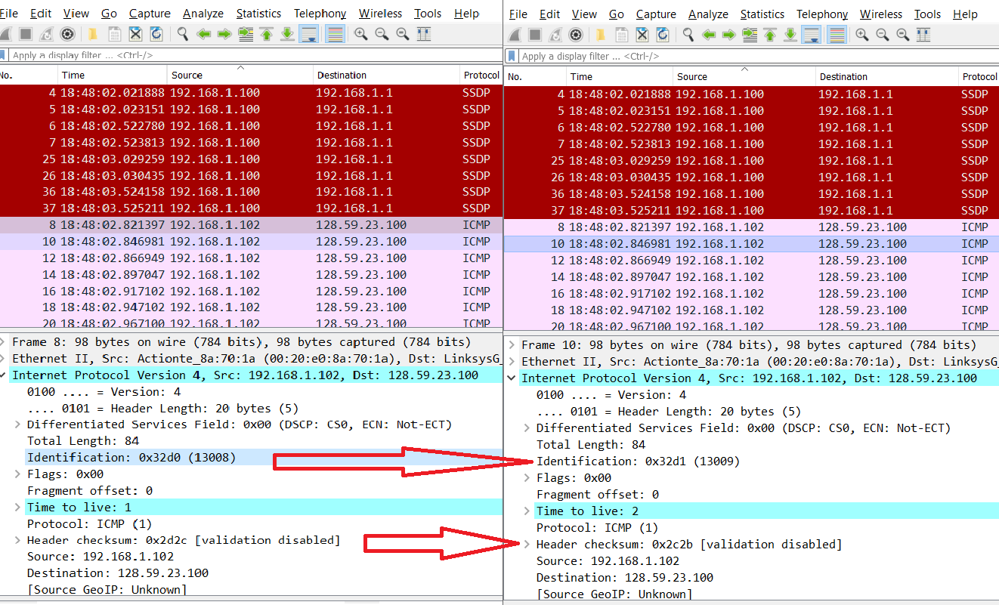 File Edit View Go Capture Analyze Statistics Telephony Wireless Tools Help
Apply a display filter ... <Ctrl-/>
No. Time Source Destination Protocol
4 18:48:02.021888 192.168.1.100 192.168.1.1 SSDP
5 18:48:02.023151 192.168.1.100 192.168.1.1 SSDP
6 18:48:02.522780 192.168.1.100 192.168.1.1 SSDP
7 18:48:02.523813 192.168.1.100 192.168.1.1 SSDP
25 18:48:03.029259 192.168.1.100 192.168.1.1 SSDP
26 18:48:03.030435 192.168.1.100 192.168.1.1 SSDP
36 18:48:03.524158 192.168.1.100 192.168.1.1 SSDP
37 18:48:03.525211 192.168.1.100 192.168.1.1 SSDP
8 18:48:02.821397 192.168.1.102 128.59.23.100 ICMP
10 18:48:02.846981 192.168.1.102 128.59.23.100 ICMP
12 18:48:02.866949 192.168.1.102 128.59.23.100 ICMP
14 18:48:02.897047 192.168.1.102 128.59.23.100 ICMP
16 18:48:02.917102 192.168.1.102 128.59.23.100 ICMP
18 18:48:02.947102 192.168.1.102 128.59.23.100 ICMP
20 18:48:02.967100 192.168.1.102 128.59.23.100 ICMP
Frame 8: 98 bytes on wire (784 bits), 98 bytes captured (784 bits)
Ethernet II, Src: Actionte_8a:70:1a (00:20:e0:8a:70:1a), Dst: LinksysG_
Internet Protocol Version 4, Src: 192.168.1.102, Dst: 128.59.23.100
0100 .... = Version: 4
.... 0101 = Header Length: 20 bytes (5)
Differentiated Services Field: 0x00 (DSCP: CS0, ECN: Not-ECT)
Total Length: 84
Identification: 0x32d0 (13008)
Flags: 0x00
Fragment offset: 0
Time to live: 1
Protocol: ICMP (1)
Header checksum: 0x2d2c [validation disabled]
Source: 192.168.1.102
Destination: 128.59.23.100
[Source GeoIP: Unknown]
File Edit View Go Capture Analyze Statistics Telephony Wireless Tools Help
Apply a display filter ... <Ctrl-/>
No. Time Source Destination Protocol
4 18:48:02.021888 192.168.1.100 192.168.1.1 SSDP
5 18:48:02.023151 192.168.1.100 192.168.1.1 SSDP
6 18:48:02.522780 192.168.1.100 192.168.1.1 SSDP
7 18:48:02.523813 192.168.1.100 192.168.1.1 SSDP
25 18:48:03.029259 192.168.1.100 192.168.1.1 SSDP
26 18:48:03.030435 192.168.1.100 192.168.1.1 SSDP
36 18:48:03.524158 192.168.1.100 192.168.1.1 SSDP
37 18:48:03.525211 192.168.1.100 192.168.1.1 SSDP
8 18:48:02.821397 192.168.1.102 128.59.23.100 ICMP
10 18:48:02.846981 192.168.1.102 128.59.23.100 ICMP
12 18:48:02.866949 192.168.1.102 128.59.23.100 ICMP
14 18:48:02.897047 192.168.1.102 128.59.23.100 ICMP
16 18:48:02.917102 192.168.1.102 128.59.23.100 ICMP
18 18:48:02.947102 192.168.1.102 128.59.23.100 ICMP
20 18:48:02.967100 192.168.1.102 128.59.23.100 ICMP
Frame 10: 98 bytes on wire (784 bits), 98 bytes captured (784 bits)
Ethernet II, Src: Actionte_8a:70:1a (00:20:e0:8a:70:1a), Dst: LinksysG_
Internet Protocol Version 4, Src: 192.168.1.102, Dst: 128.59.23.100
0100 .... = Version: 4
.... 0101 = Header Length: 20 bytes (5)
Differentiated Services Field: 0x00 (DSCP: CS0, ECN: Not-ECT)
Total Length: 84
Identification: 0x32d1 (13009)
Flags: 0x00
Fragment offset: 0
Time to live: 2
Protocol: ICMP (1)
Header checksum: 0x2c2b [validation disabled]
Source: 192.168.1.102
Destination: 128.59.23.100
[Source GeoIP: Unknown]